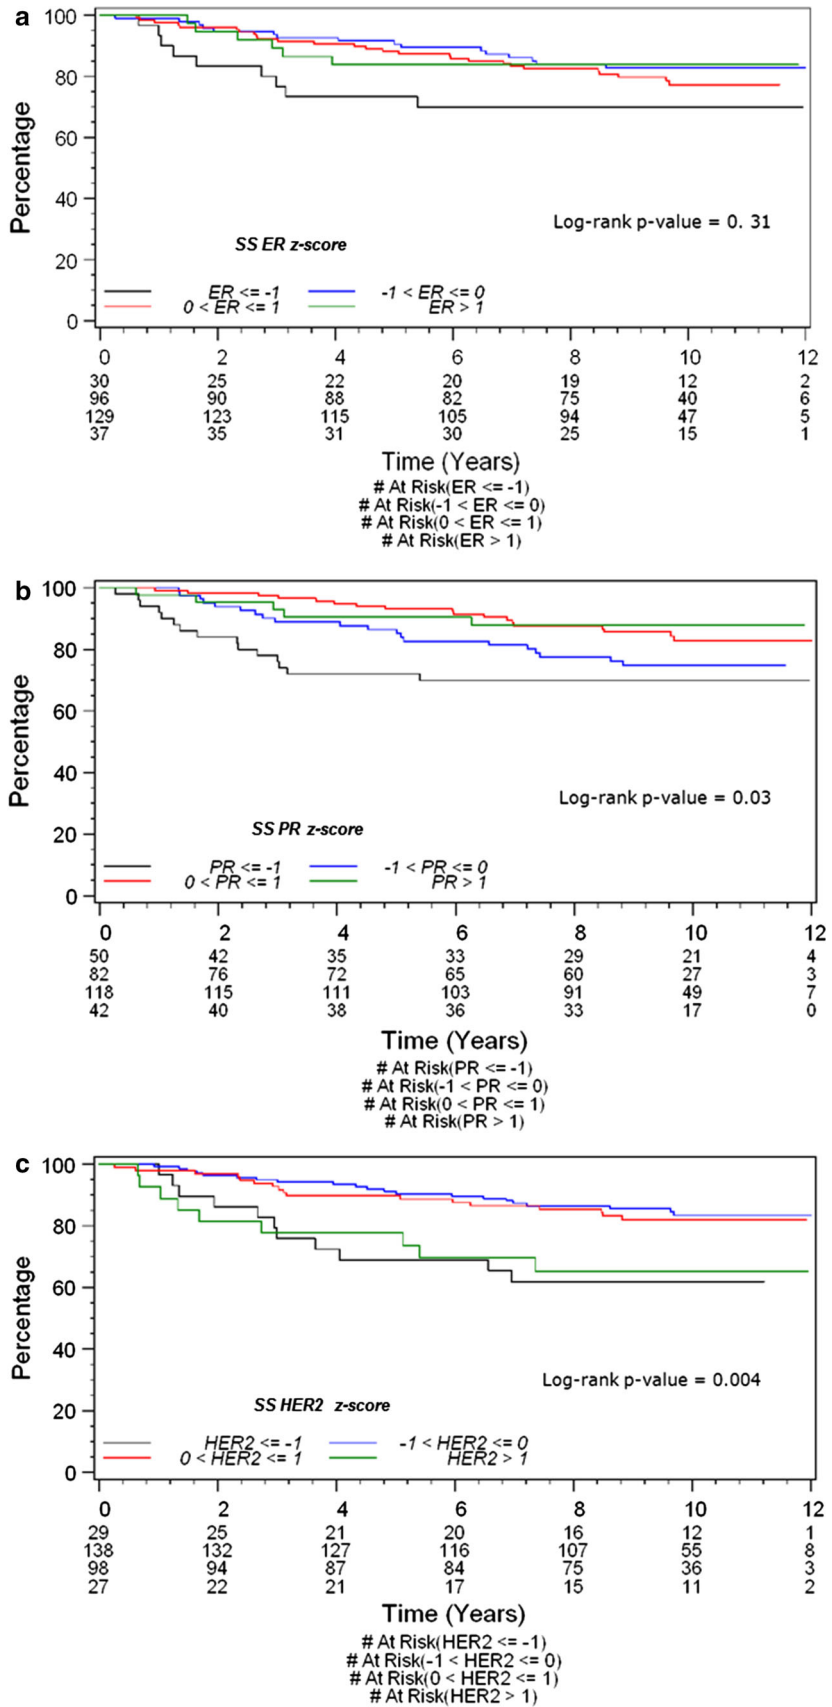 a
100
80
60
40
20
0
Percentage
Log-rank p-value = 0. 31
SS ER z-score
ER <= -1 -1 < ER <= 0
0 < ER <= 1 ER > 1
0 2 4 6 8 10 12
30 25 22 20 19 12 2
96 90 88 82 75 40 6
129 123 115 105 94 47 5
37 35 31 30 25 15 1
Time (Years)
# At Risk(ER <= -1)
# At Risk(-1 < ER <= 0)
# At Risk(0 < ER <= 1)
# At Risk(ER > 1)
b
100
80
60
40
20
0
Percentage
Log-rank p-value = 0.03
SS PR z-score
PR <= -1 -1 < PR <= 0
0 < PR <= 1 PR > 1
0 2 4 6 8 10 12
50 42 35 33 29 21 4
82 76 72 65 60 27 3
118 115 111 103 91 49 7
42 40 38 36 33 17 0
Time (Years)
# At Risk(PR <= -1)
# At Risk(-1 < PR <= 0)
# At Risk(0 < PR <= 1)
# At Risk(PR > 1)
c
100
80
60
40
20
0
Percentage
Log-rank p-value = 0.004
SS HER2 z-score
HER2 <= -1 -1 < HER2 <= 0
0 < HER2 <= 1 HER2 > 1
0 2 4 6 8 10 12
29 25 21 20 16 12 1
138 132 127 116 107 55 8
98 94 87 84 75 36 3
27 22 21 17 15 11 2
Time (Years)
# At Risk(HER2 <= -1)
# At Risk(-1 < HER2 <= 0)
# At Risk(0 < HER2 <= 1)
# At Risk(HER2 > 1)